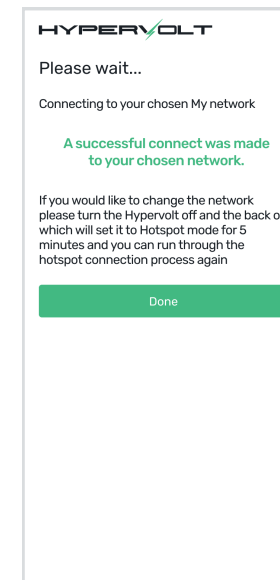 HYPERVOLT
Please wait...
Connecting to your chosen My network
A successful connect was made
to your chosen network.
If you would like to change the network
please turn the Hypervolt off and the back o
which will set it to Hotspot mode for 5
minutes and you can run through the
hotspot connection process again
Done